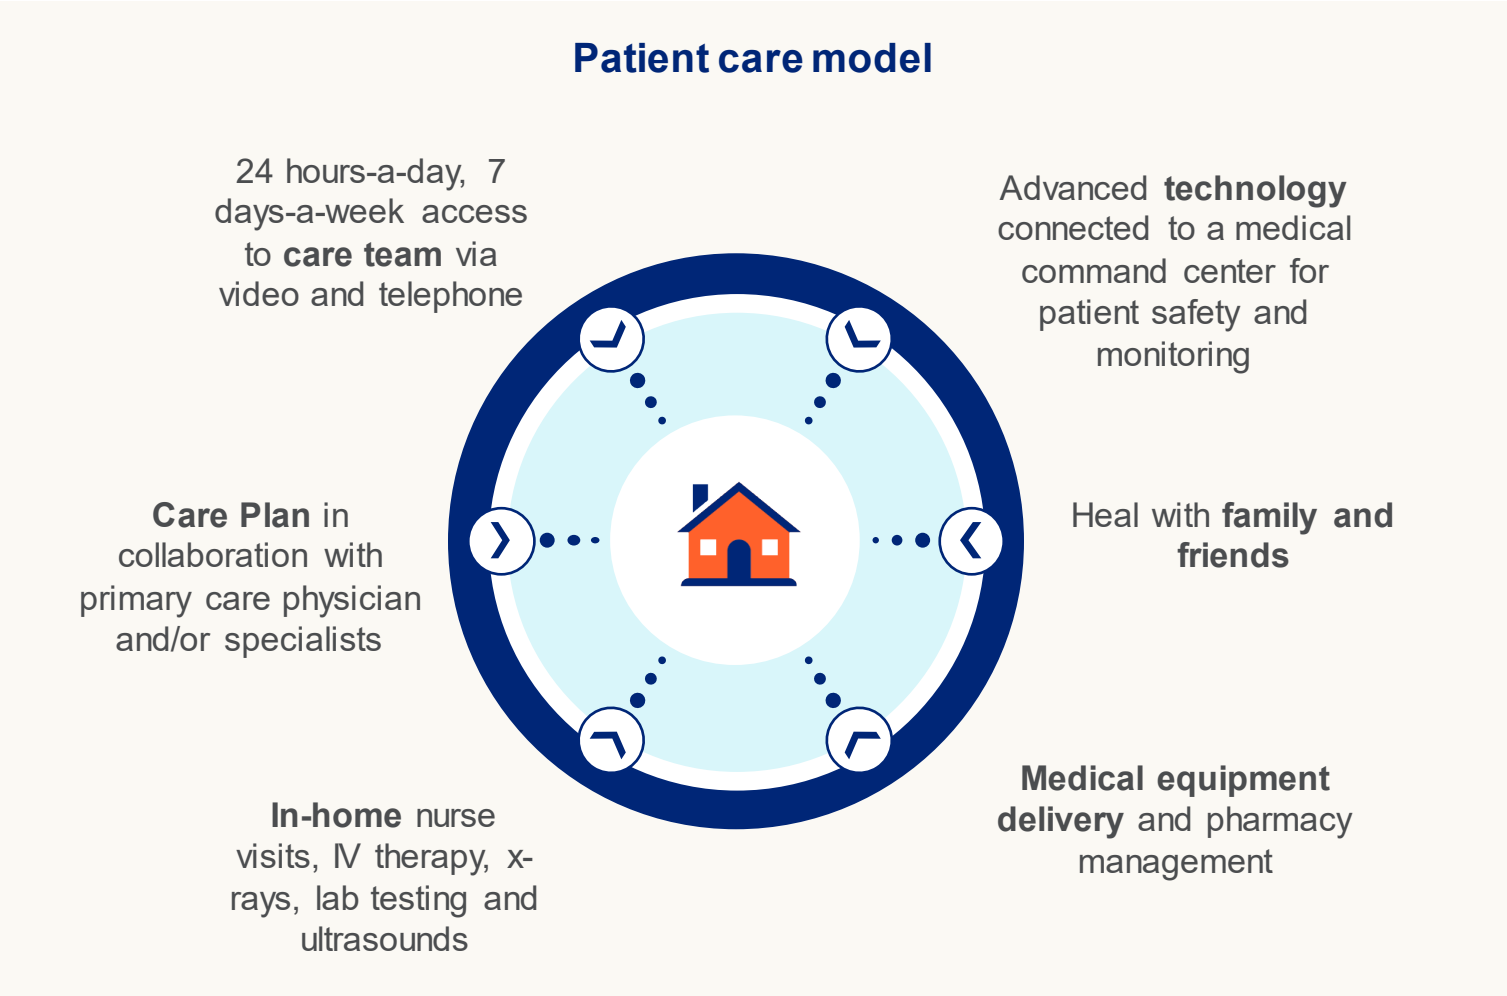 Patient care model
24 hours-a-day, 7
days-a-week access
to care team via
video and telephone
Advanced technology
connected to a medical
command center for
patient safety and
monitoring
Care Plan in
collaboration with
primary care physician
and/or specialists
Heal with family and
friends
In-home nurse
visits, IV therapy, x-
rays, lab testing and
ultrasounds
Medical equipment
delivery and pharmacy
management